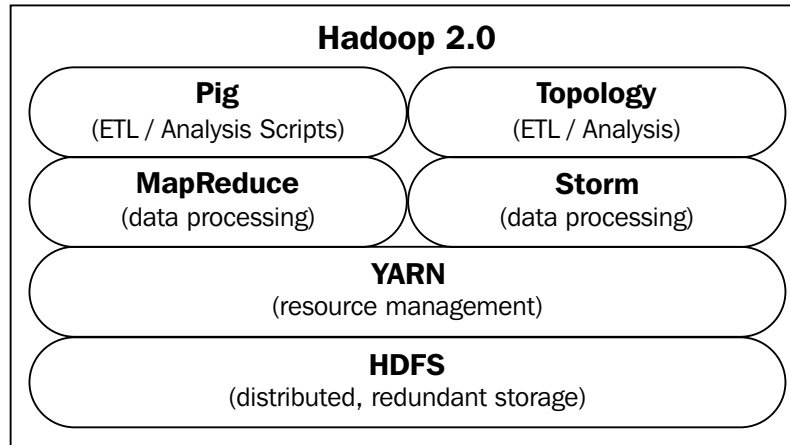 Hadoop 2.0
Pig
(ETL / Analysis Scripts)
Topology
(ETL / Analysis)
MapReduce
(data processing)
Storm
(data processing)
YARN
(resource management)
HDFS
(distributed, redundant storage)